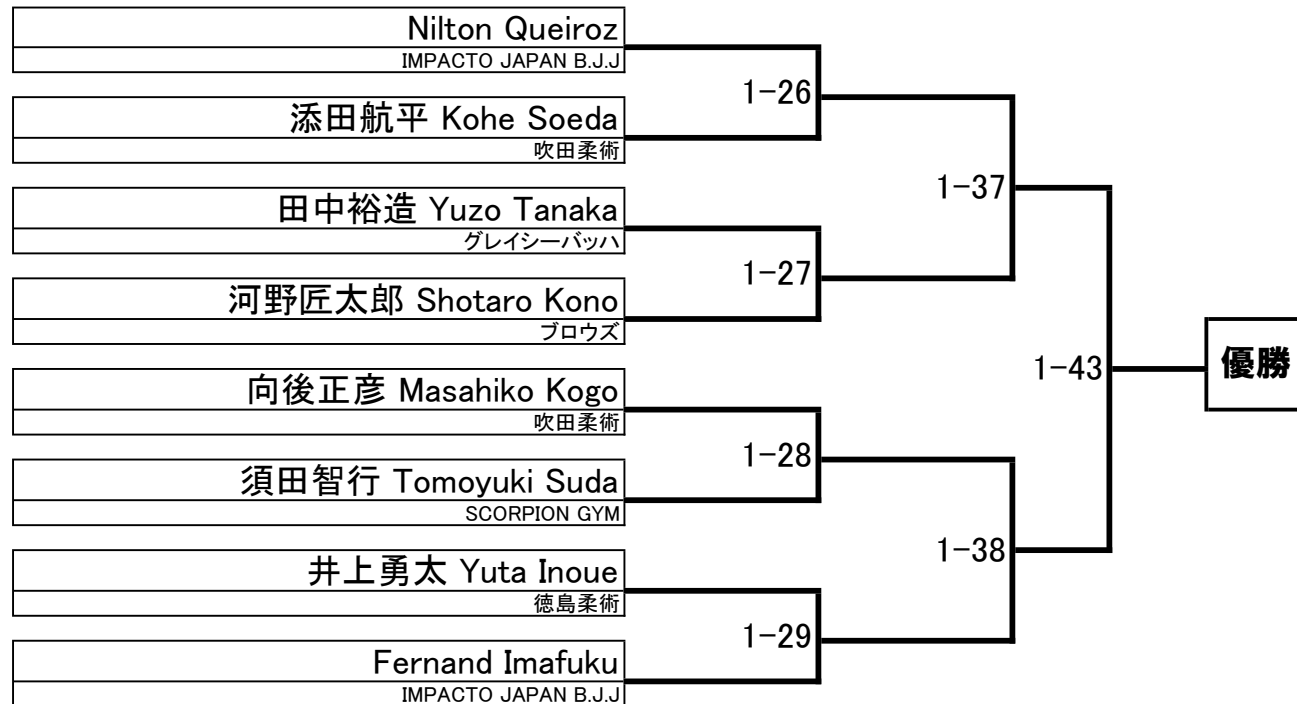 Nilton Queiroz
IMPACTO JAPAN B.J.J
1-26
添田航平 Kohe Soeda
吹田柔術
1-37
田中裕造 Yuzo Tanaka
グレイシーバッハ
1-27
河野匠太郎 Shotaro Kono
ブロウズ
1-43
優勝
向後正彦 Masahiko Kogo
吹田柔術
1-28
須田智行 Tomoyuki Suda
SCORPION GYM
1-38
井上勇太 Yuta Inoue
徳島柔術
1-29
Fernand Imafuku
IMPACTO JAPAN B.J.J